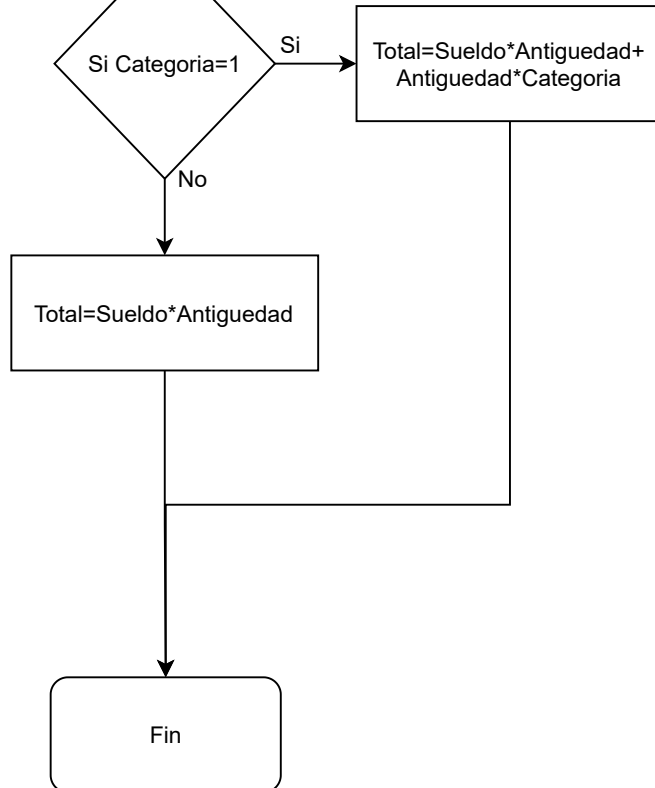 Si Categoria=1
Si
Total=Sueldo*Antiguedad+
Antiguedad*Categoria
No
Total=Sueldo*Antiguedad
Fin